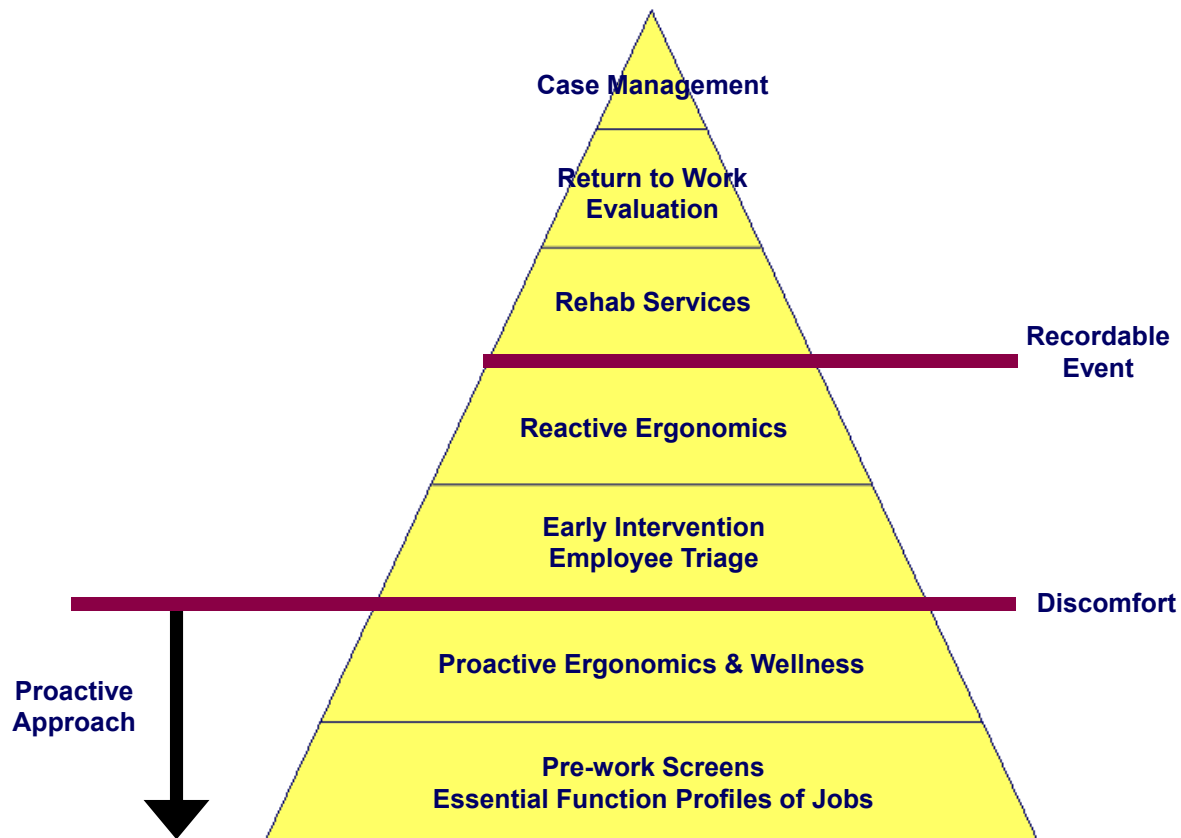 Case Management
Return to Work
Evaluation
Rehab Services
Recordable
Event
Reactive Ergonomics
Early Intervention
Employee Triage
Discomfort
Proactive Ergonomics & Wellness
Proactive
Approach
Pre-work Screens
Essential Function Profiles of Jobs